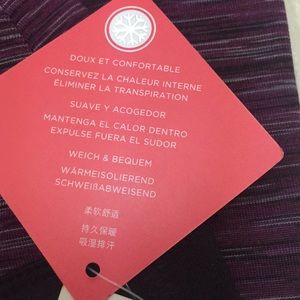 DOUX ET CONFORTABLE
CONSERVEZ LA CHALEUR INTERNE
ÉLIMINER LA TRANSPIRATION
SUAVE Y ACOGEDOR
MANTENGA EL CALOR DENTRO
EXPULSE FUERA EL SUDOR
WEICH & BEQUEM
WÄRMEISOLIEREND
SCHWEIßABWEISEND
柔软舒适
持久保暖
吸湿排汗